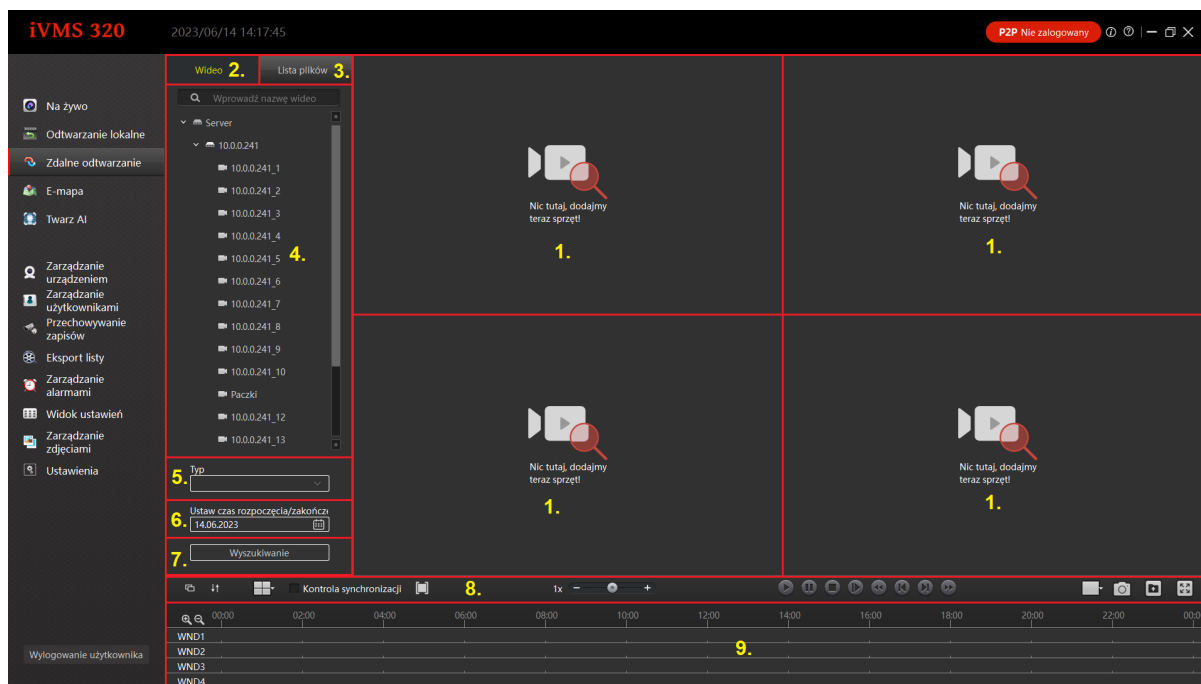 iVMS 320
2023/06/14 14:17:45
P2P Nie zalogowany
Na żywo
Odtwarzanie lokalne
Zdalne odtwarzanie
E-mapa
Twarz AI
Zarządzanie
urządzeniem
Zarządzanie
użytkownikami
Przechowywanie
zapisów
Eksport listy
Zarządzanie
alarmami
Widok ustawień
Zarządzanie
zdjęciami
Ustawienia
Wylogowanie użytkownika
Wideo 2.
Lista plików 3.
Wprowadź nazwę wideo
Server
10.0.0.241
10.0.0.241_1
10.0.0.241_2
10.0.0.241_3
10.0.0.241_4
10.0.0.241_5
4.
10.0.0.241_6
10.0.0.241_7
10.0.0.241_8
10.0.0.241_9
10.0.0.241_10
Paczki
10.0.0.241_12
10.0.0.241_13
5. Typ
Ustaw czas rozpoczęcia/zakończe
6. 14.06.2023
7. Wyszukiwanie
Nic tutaj, dodajmy
teraz sprzęt!
1.
Nic tutaj, dodajmy
teraz sprzęt!
1.
Nic tutaj, dodajmy
teraz sprzęt!
1.
Nic tutaj, dodajmy
teraz sprzęt!
1.
Kontrola synchronizacji 8. 1x − +
00:00 02:00 04:00 06:00 08:00 10:00 12:00 14:00 16:00 18:00 20:00 22:00 00:0
WND1
WND2
9.
WND3
WND4